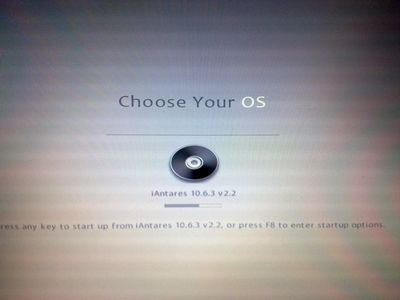 Choose Your OS
iAntares 10.6.3 v2.2
ress any key to start up from iAntares 10.6.3 v2.2, or press F8 to enter startup options.